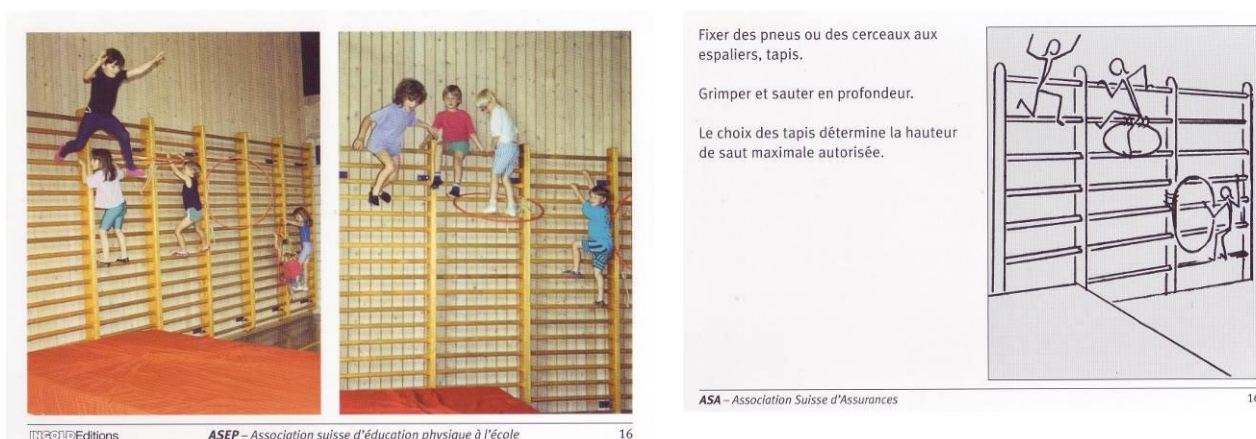 INGOLDEditions
ASEP – Association suisse d'éducation physique à l'école
16
Fixer des pneus ou des cerceaux aux
espaliers, tapis.
Grimper et sauter en profondeur.
Le choix des tapis détermine la hauteur
de saut maximale autorisée.
ASA – Association Suisse d'Assurances
16